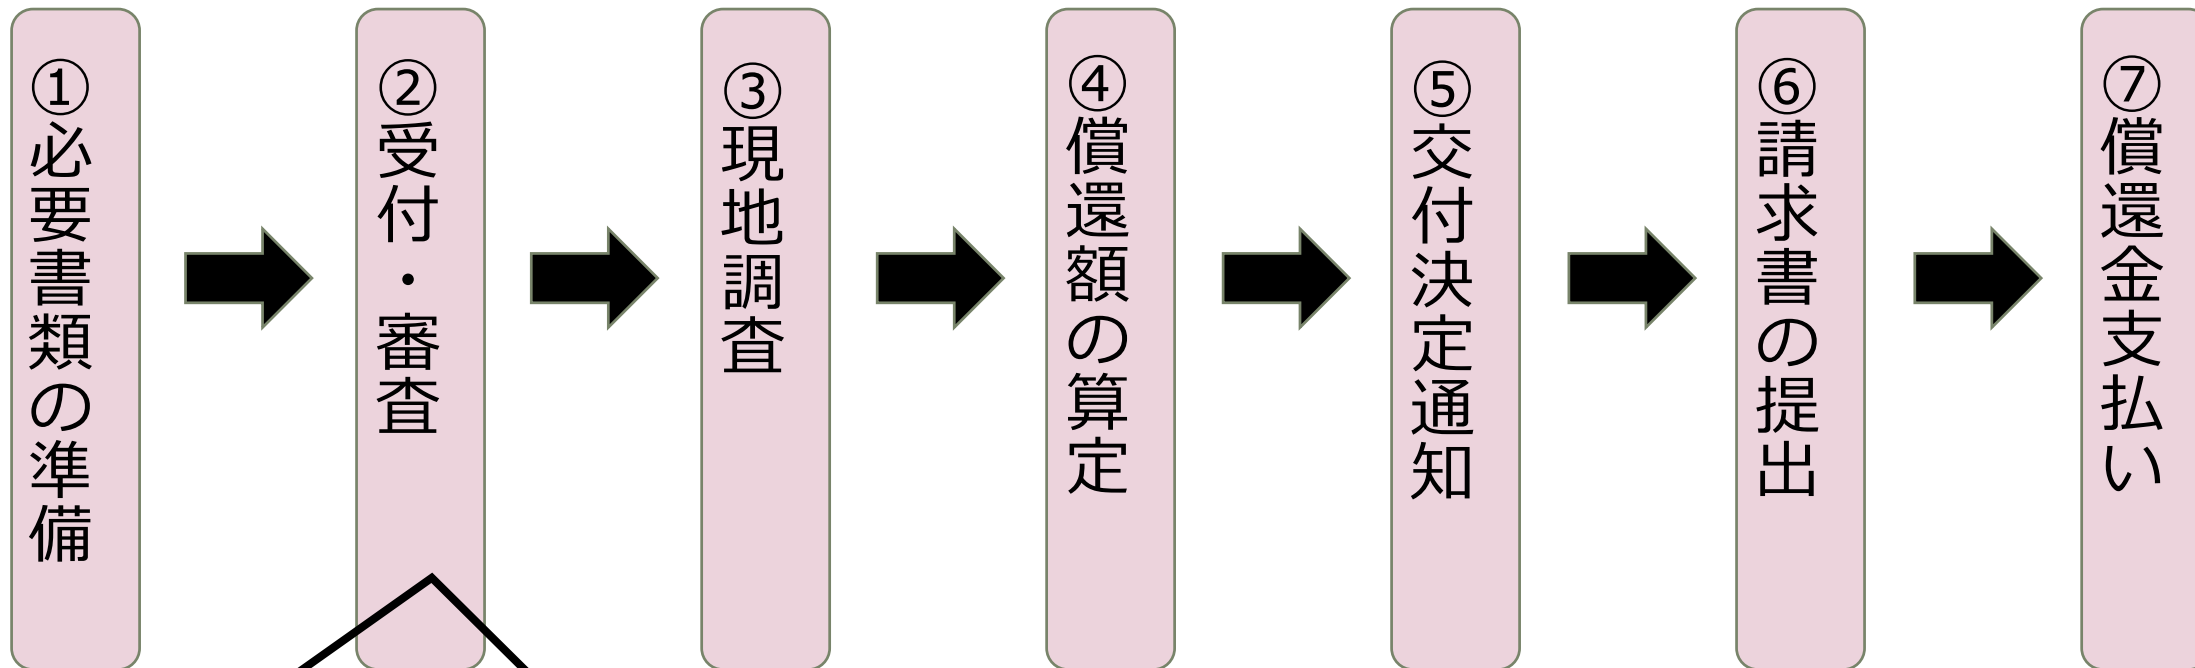 ①必要書類の準備
②受付・審査
③現地調査
④償還額の算定
⑤交付決定通知
⑥請求書の提出
⑦償還金支払い